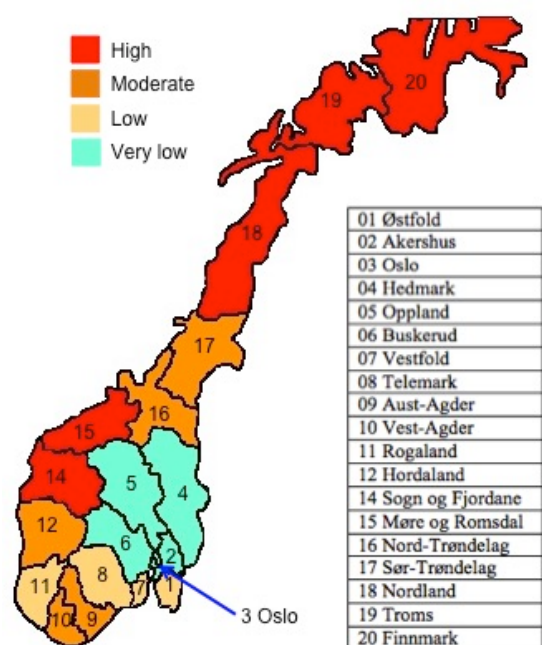 High
Moderate
Low
Very low
20
19
18
17
16
15
14
5
4
12
6
2
8
11
7
1
10
9
3 Oslo
01 Østfold
02 Akershus
03 Oslo
04 Hedmark
05 Oppland
06 Buskerud
07 Vestfold
08 Telemark
09 Aust-Agder
10 Vest-Agder
11 Rogaland
12 Hordaland
14 Sogn og Fjordane
15 Møre og Romsdal
16 Nord-Trøndelag
17 Sør-Trøndelag
18 Nordland
19 Troms
20 Finnmark